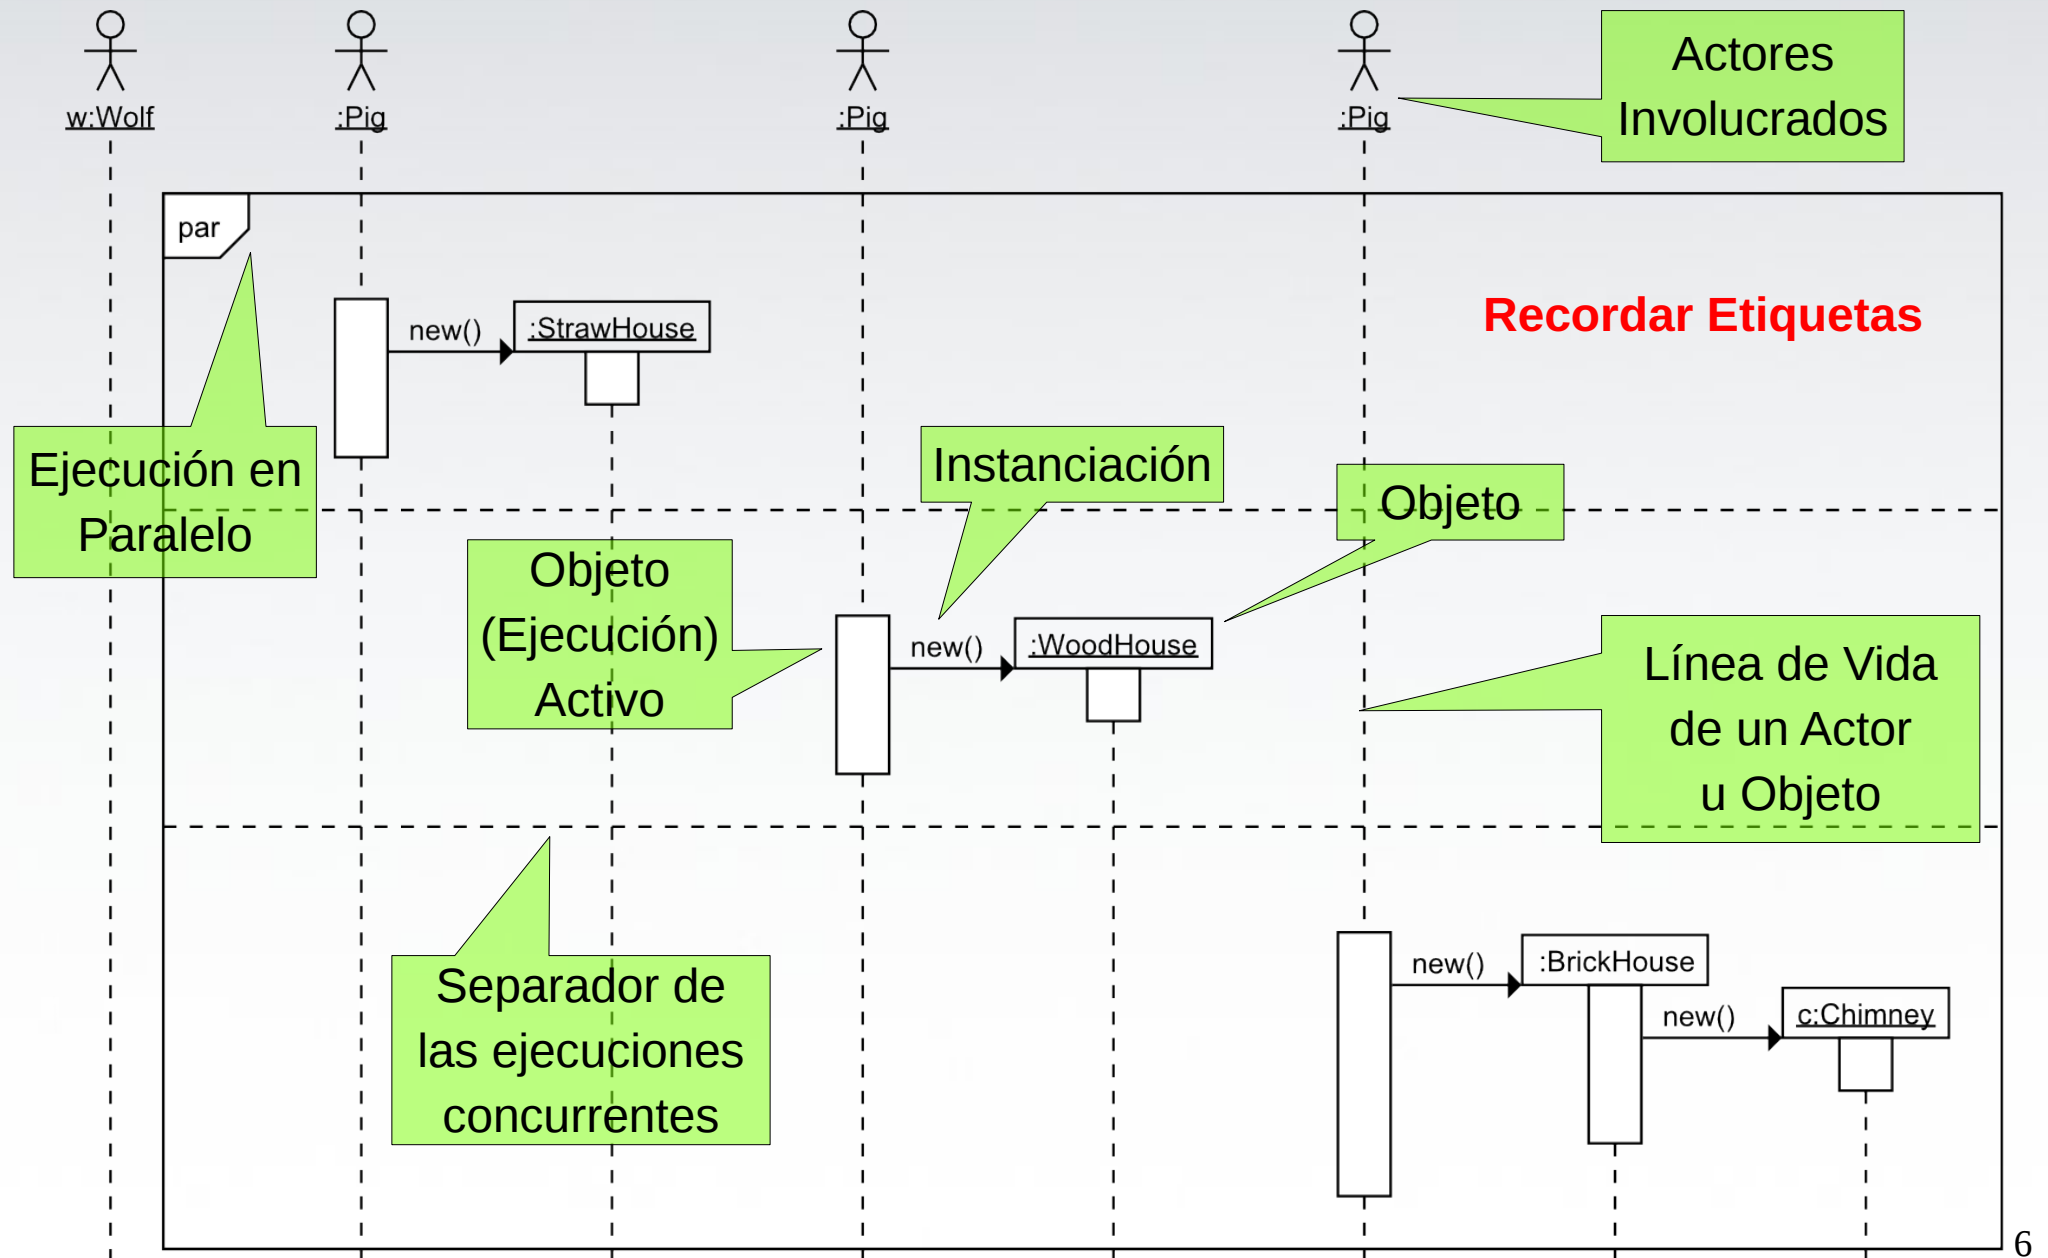 w:Wolf
:Pig
:Pig
:Pig
Actores
Involucrados
par
new()
:StrawHouse
Recordar Etiquetas
Ejecución en
Paralelo
Instanciación
Objeto
Objeto
(Ejecución)
Activo
new()
:WoodHouse
Línea de Vida
de un Actor
u Objeto
Separador de
las ejecuciones
concurrentes
new()
:BrickHouse
new()
c:Chimney
6